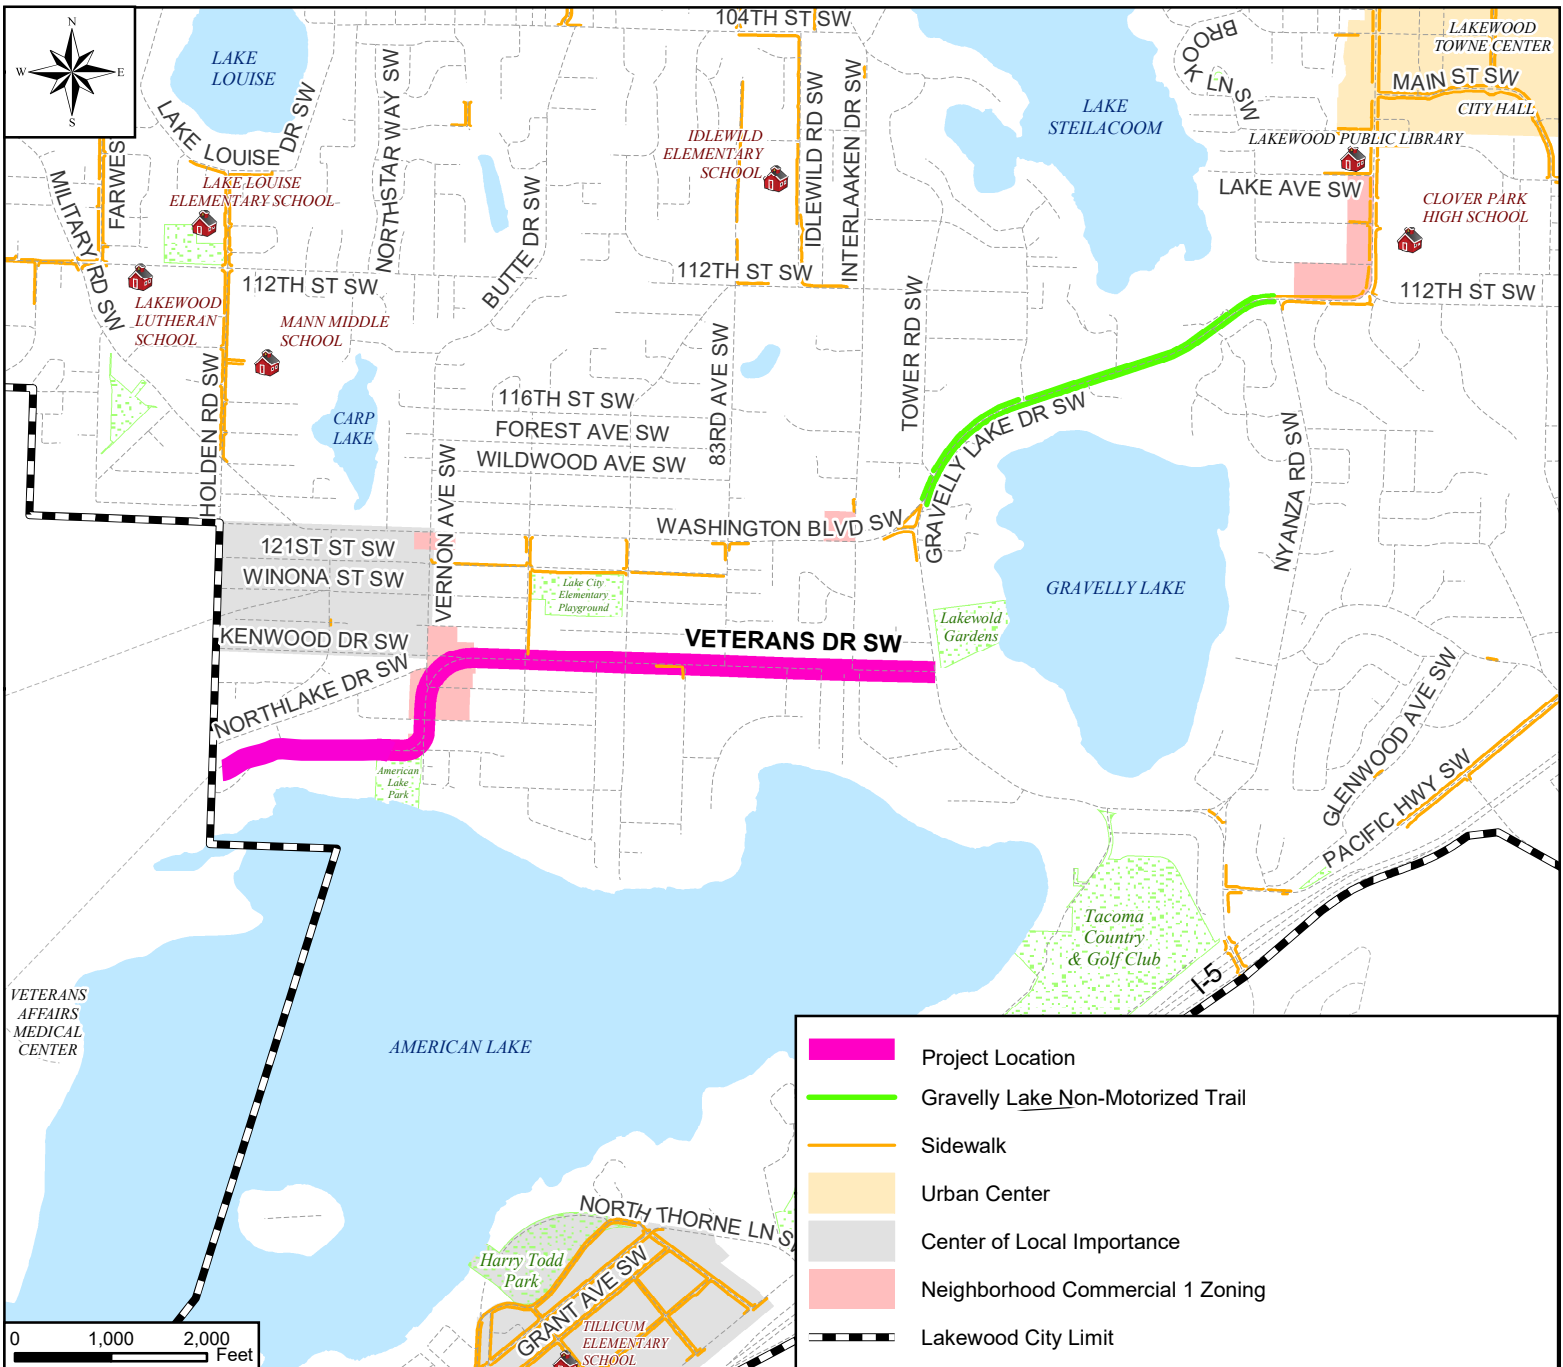 N
W
E
S
104TH ST SW
LAKE
LOUISE
LAKE LOUISE DR SW
NORTHSTAR WAY SW
FARWES
MILITARY RD SW
LAKE LOUISE
ELEMENTARY SCHOOL
LAKEWOOD
LUTHERAN
SCHOOL
112TH ST SW
MANN MIDDLE
SCHOOL
HOLDEN RD SW
BUTTE DR SW
IDLEWILD
ELEMENTARY
SCHOOL
IDLEWILD RD SW
INTERLAAKEN DR SW
112TH ST SW
TOWER RD SW
83RD AVE SW
LAKE
STEILACOOM
BROOK LN SW
LAKEWOOD
TOWNE CENTER
MAIN ST SW
CITY HALL
LAKEWOOD PUBLIC LIBRARY
LAKE AVE SW
CLOVER PARK
HIGH SCHOOL
112TH ST SW
CARP
LAKE
116TH ST SW
FOREST AVE SW
WILDWOOD AVE SW
VERNON AVE SW
WASHINGTON BLVD SW
GRAVELLY LAKE DR SW
NYANZA RD SW
121ST ST SW
WINONA ST SW
KENWOOD DR SW
NORTHLAKE DR SW
Lake City
Elementary
Playground
VETERANS DR SW
Lakewold
Gardens
GRAVELLY LAKE
American
Lake
Park
GLENWOOD AVE SW
PACIFIC HWY SW
Tacoma
Country
& Golf Club
I-5
VETERANS
AFFAIRS
MEDICAL
CENTER
AMERICAN LAKE
NORTH THORNE LN SW
Harry Todd
Park
GRANT AVE SW
TILLICUM
ELEMENTARY
SCHOOL
Project Location
Gravelly Lake Non-Motorized Trail
Sidewalk
Urban Center
Center of Local Importance
Neighborhood Commercial 1 Zoning
Lakewood City Limit
0 1,000 2,000
Feet